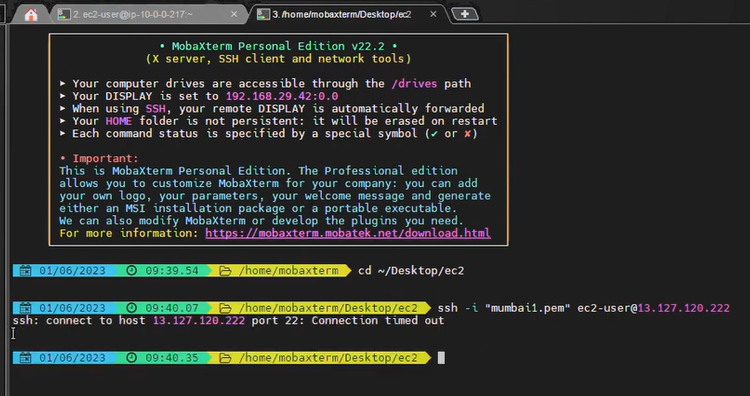 2. ec2-user@ip-10-0-0-217:~
3. /home/mobaxterm/Desktop/ec2
• MobaXterm Personal Edition v22.2 •
(X server, SSH client and network tools)
➤ Your computer drives are accessible through the /drives path
➤ Your DISPLAY is set to 192.168.29.42:0.0
➤ When using SSH, your remote DISPLAY is automatically forwarded
➤ Your HOME folder is not persistent: it will be erased on restart
➤ Each command status is specified by a special symbol (✔ or ✘)
• Important:
This is MobaXterm Personal Edition. The Professional edition
allows you to customize MobaXterm for your company: you can add
your own logo, your parameters, your welcome message and generate
either an MSI installation package or a portable executable.
We can also modify MobaXterm or develop the plugins you need.
For more information: https://mobaxterm.mobatek.net/download.html
01/06/2023 09:39.54 /home/mobaxterm cd ~/Desktop/ec2
01/06/2023 09:40.07 /home/mobaxterm/Desktop/ec2 ssh -i "mumbai1.pem" ec2-user@13.127.120.222
ssh: connect to host 13.127.120.222 port 22: Connection timed out
01/06/2023 09:40.35 /home/mobaxterm/Desktop/ec2